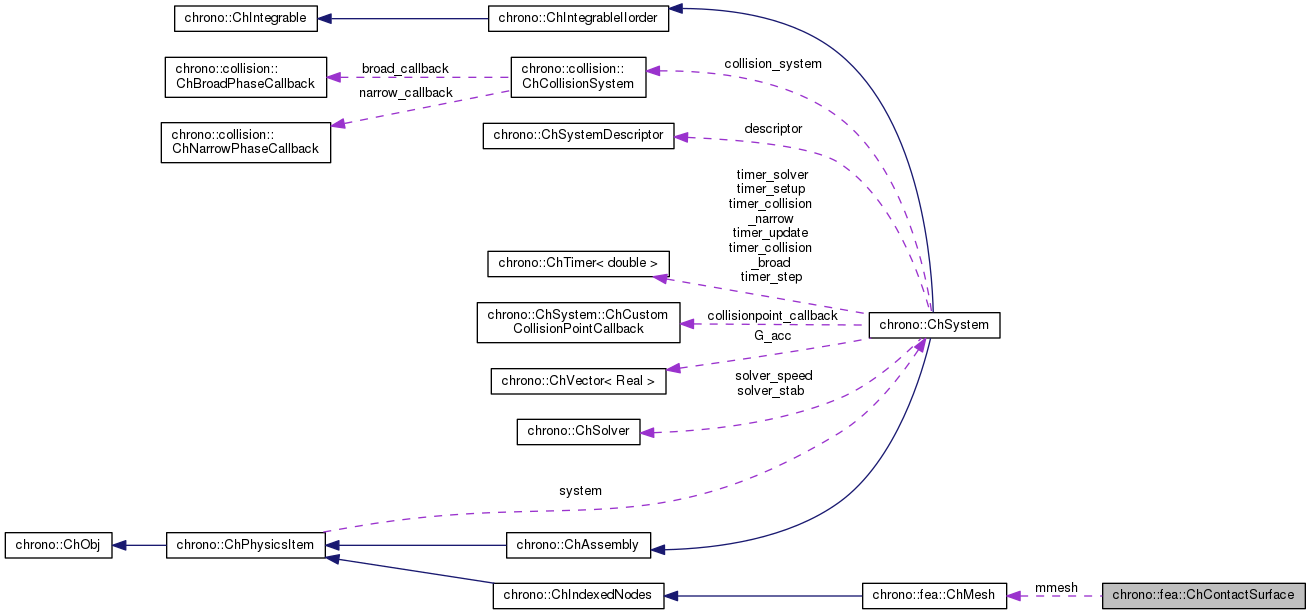 chrono::ChIntegrable
chrono::ChIntegrableIIorder
chrono::collision::
ChBroadPhaseCallback
broad_callback
chrono::collision::
ChCollisionSystem
collision_system
narrow_callback
chrono::collision::
ChNarrowPhaseCallback
chrono::ChSystemDescriptor
descriptor
timer_solver
timer_setup
timer_collision
_narrow
timer_update
timer_collision
_broad
timer_step
chrono::ChTimer< double >
chrono::ChSystem::ChCustom
CollisionPointCallback
collisionpoint_callback
chrono::ChSystem
G_acc
chrono::ChVector< Real >
solver_speed
solver_stab
chrono::ChSolver
system
chrono::ChObj
chrono::ChPhysicsItem
chrono::ChAssembly
chrono::ChIndexedNodes
chrono::fea::ChMesh
mmesh
chrono::fea::ChContactSurface